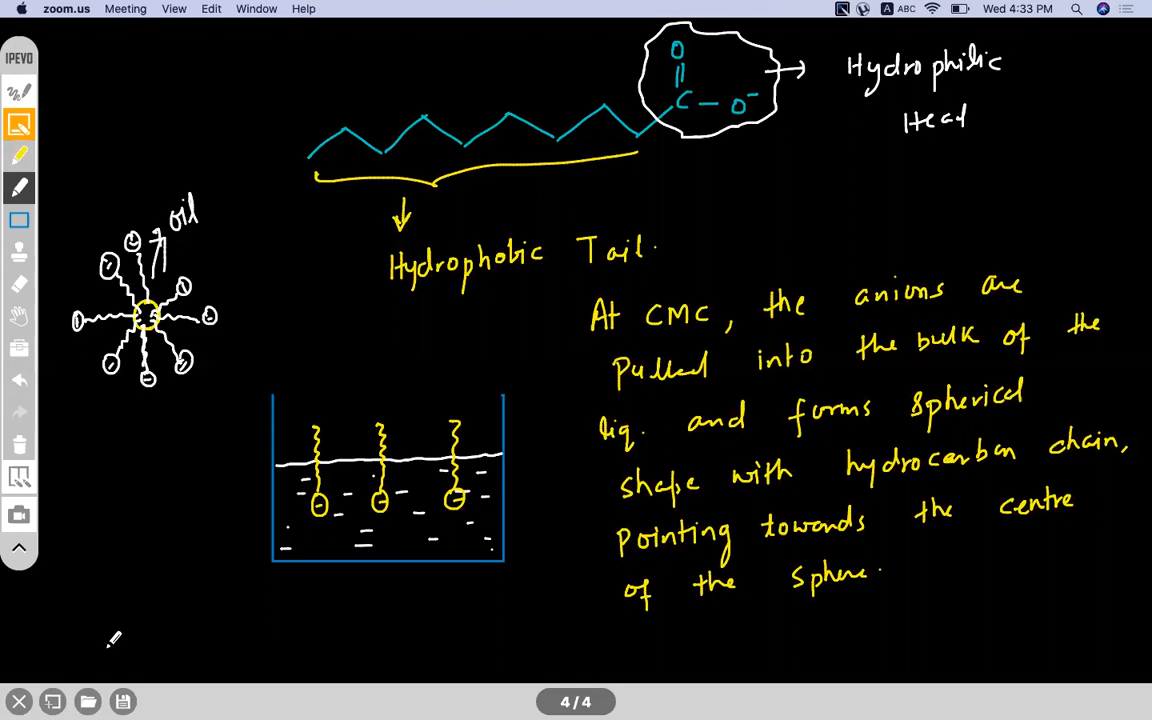 zoom.us Meeting View Edit Window Help A ABC Wed 4:33 PM
IPEVO
O
C — O⁻
→ Hydrophilic
Head
oil
Hydrophobic Tail.
At CMC, the anions are
pulled into the bulk of the
liq. and forms spherical
shape with hydrocarbon chain,
pointing towards the centre
of the sphere.
4 / 4